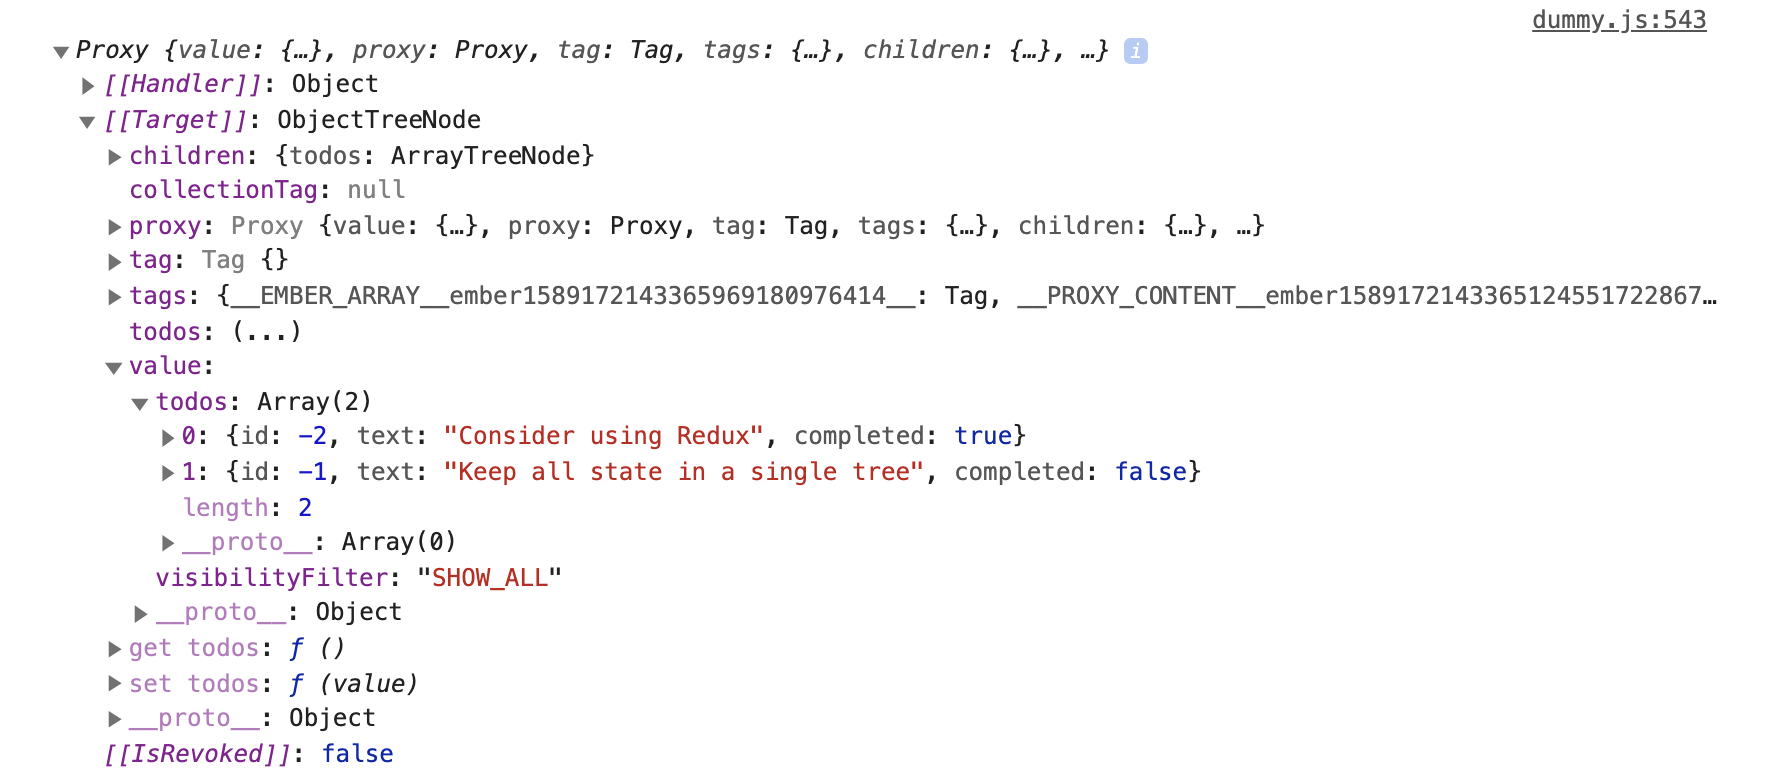 dummy.js:543
Proxy {value: {…}, proxy: Proxy, tag: Tag, tags: {…}, children: {…}, …} i
[[Handler]]: Object
[[Target]]: ObjectTreeNode
children: {todos: ArrayTreeNode}
collectionTag: null
proxy: Proxy {value: {…}, proxy: Proxy, tag: Tag, tags: {…}, children: {…}, …}
tag: Tag {}
tags: {__EMBER_ARRAY__ember1589172143365969180976414__: Tag, __PROXY_CONTENT__ember1589172143365124551722867…
todos: (...)
value:
todos: Array(2)
0: {id: -2, text: "Consider using Redux", completed: true}
1: {id: -1, text: "Keep all state in a single tree", completed: false}
length: 2
__proto__: Array(0)
visibilityFilter: "SHOW_ALL"
__proto__: Object
get todos: ƒ ()
set todos: ƒ (value)
__proto__: Object
[[IsRevoked]]: false